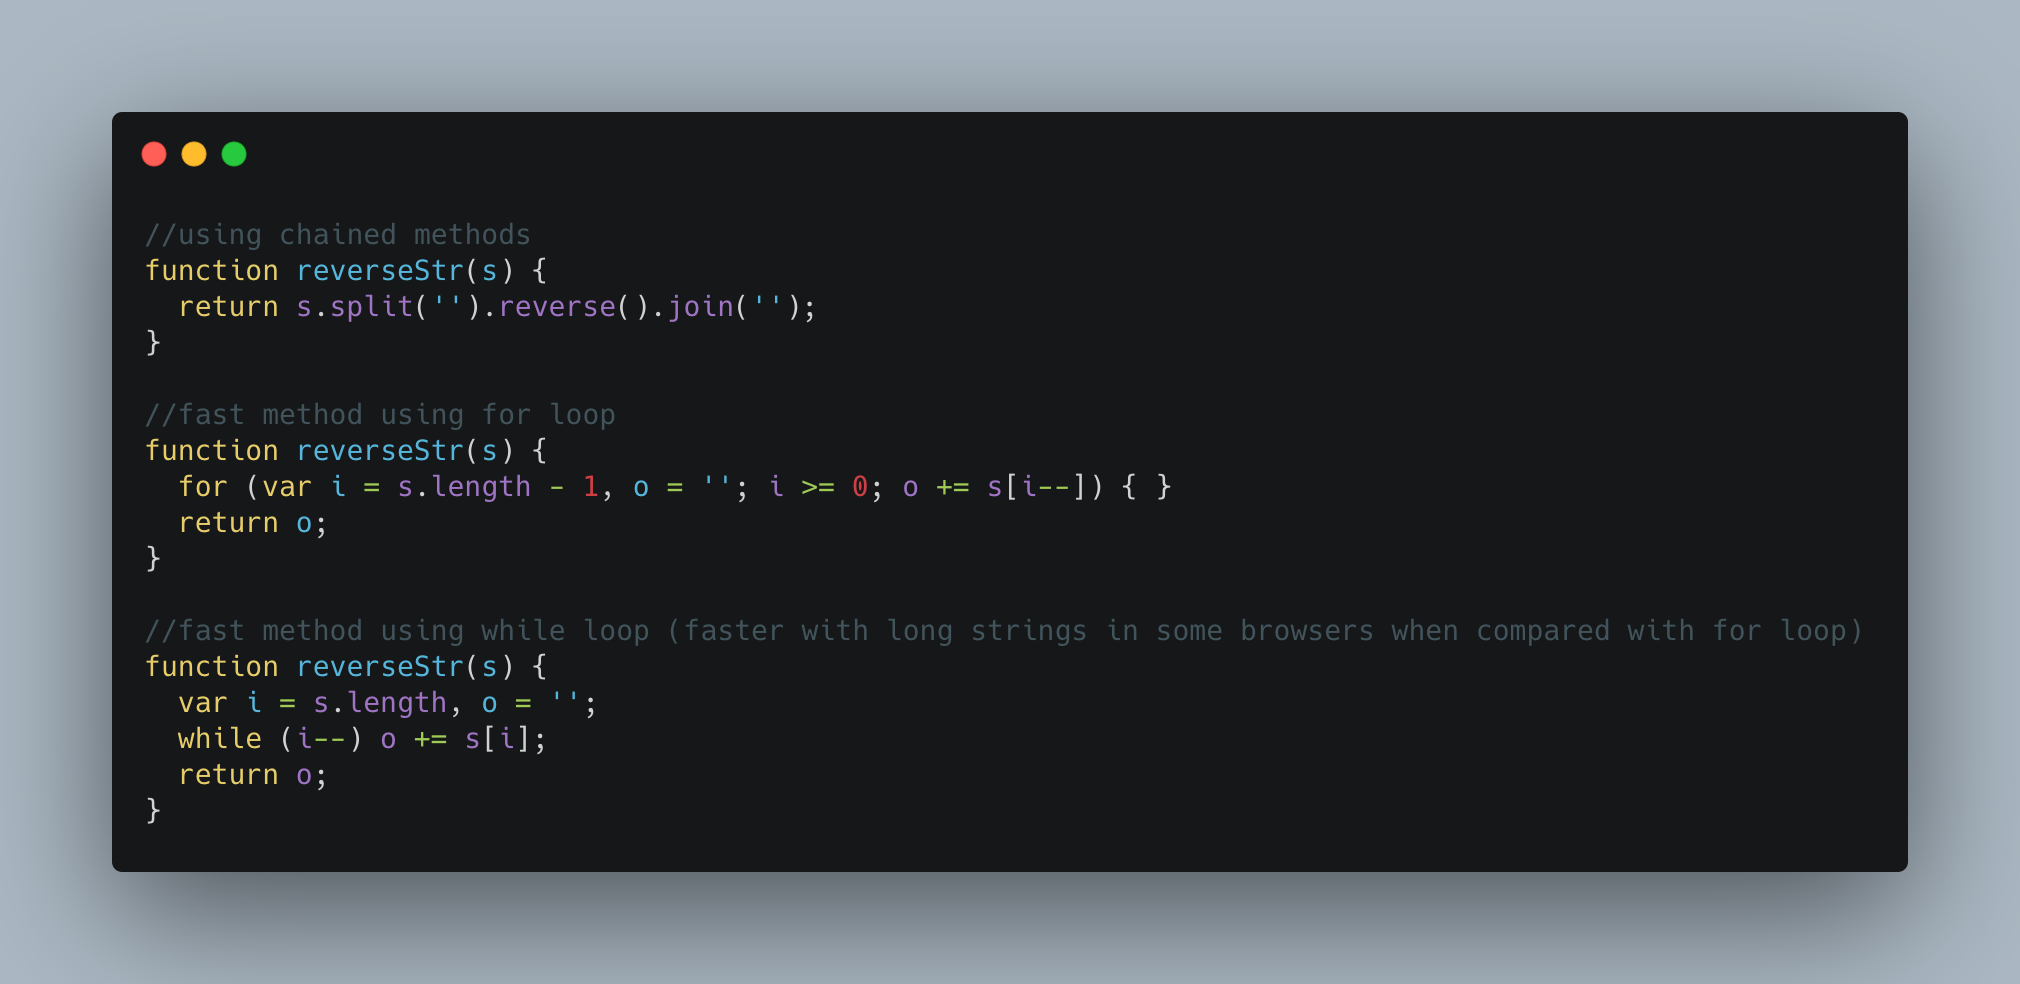 //using chained methods
function reverseStr(s) {
  return s.split('').reverse().join('');
}

//fast method using for loop
function reverseStr(s) {
  for (var i = s.length - 1, o = ''; i >= 0; o += s[i--]) { }
  return o;
}

//fast method using while loop (faster with long strings in some browsers when compared with for loop)
function reverseStr(s) {
  var i = s.length, o = '';
  while (i--) o += s[i];
  return o;
}